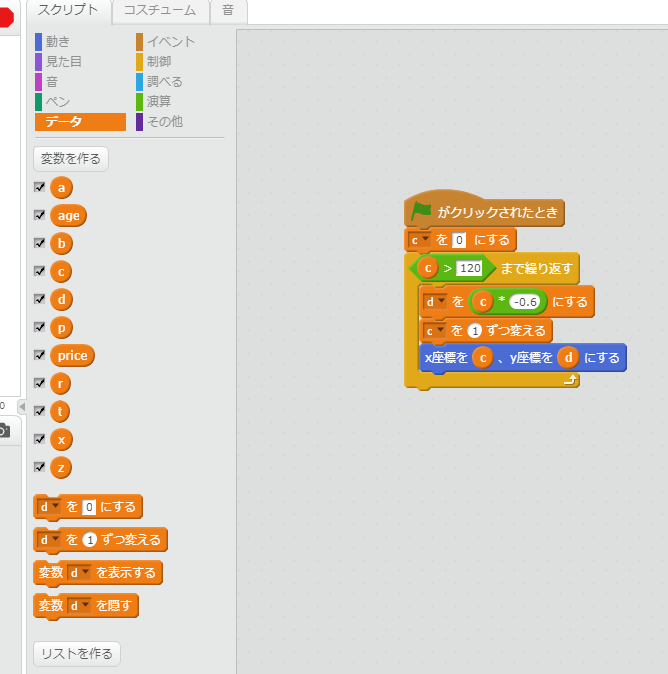 スクリプト コスチューム 音
動き イベント
見た目 制御
音 調べる
ペン 演算
データ その他
変数を作る
a
age
b
c
d
p
price
r
t
x
z
d を 0 にする
d を 1 ずつ変える
変数 d を表示する
変数 d を隠す
リストを作る
0
がクリックされたとき
c を 0 にする
c > 120 まで繰り返す
d を c * -0.6 にする
c を 1 ずつ変える
x座標を c 、y座標を d にする